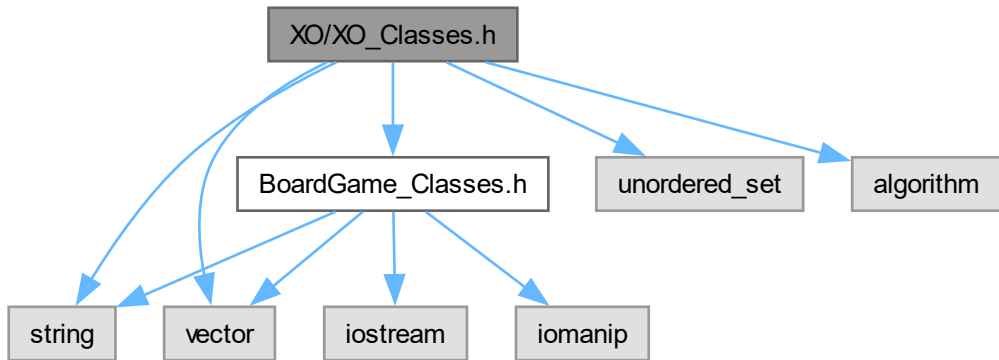 XO/XO_Classes.h
BoardGame_Classes.h
unordered_set
algorithm
string
vector
iostream
iomanip